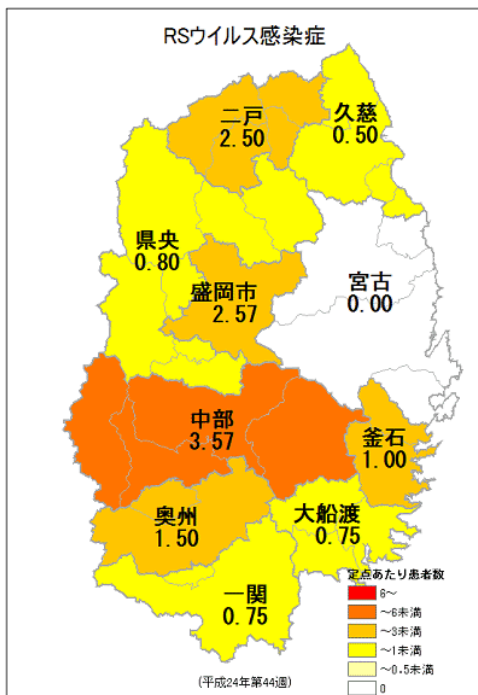 RSウイルス感染症
二戸
2.50
久慈
0.50
県央
0.80
盛岡市
2.57
宮古
0.00
中部
3.57
釜石
1.00
奥州
1.50
大船渡
0.75
一関
0.75
定点あたり患者数
6～
～6未満
～3未満
～1未満
～0.5未満
0
(平成24年第44週)